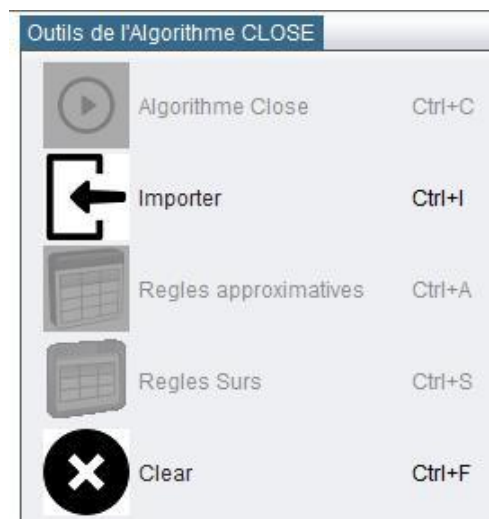 Outils de l'Algorithme CLOSE
Algorithme Close Ctrl+C
Importer Ctrl+I
Regles approximatives Ctrl+A
Regles Surs Ctrl+S
Clear Ctrl+F